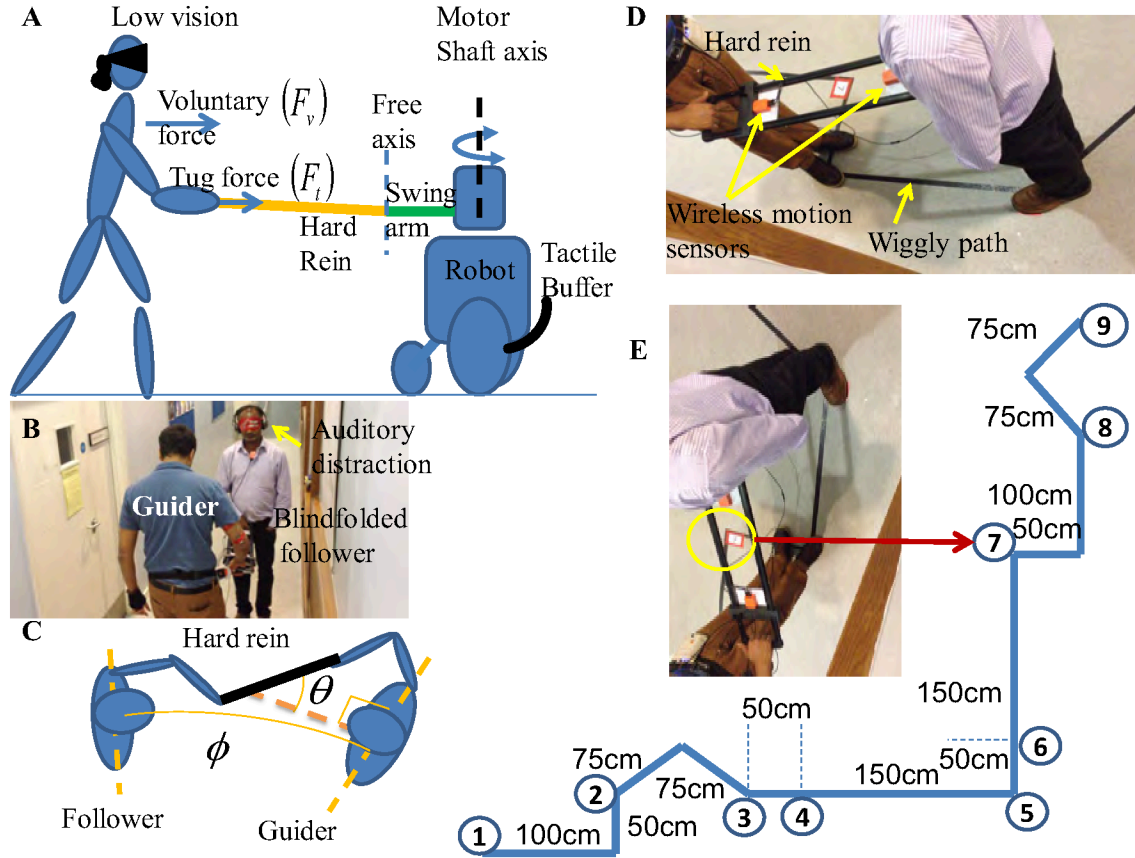 A
Low vision
Motor
Shaft axis
Voluntary (F_v)
force
Free
axis
Tug force (F_t)
Swing
arm
Hard
Rein
Robot
Tactile
Buffer
B
Auditory
distraction
Guider
Blindfolded
follower
C
Hard rein
θ
ϕ
Follower
Guider
D
Hard rein
Wireless motion
sensors
Wiggly path
E
75cm
9
75cm
8
100cm
50cm
7
150cm
50cm
6
50cm
75cm
150cm
2
75cm
3
4
5
1
100cm
50cm